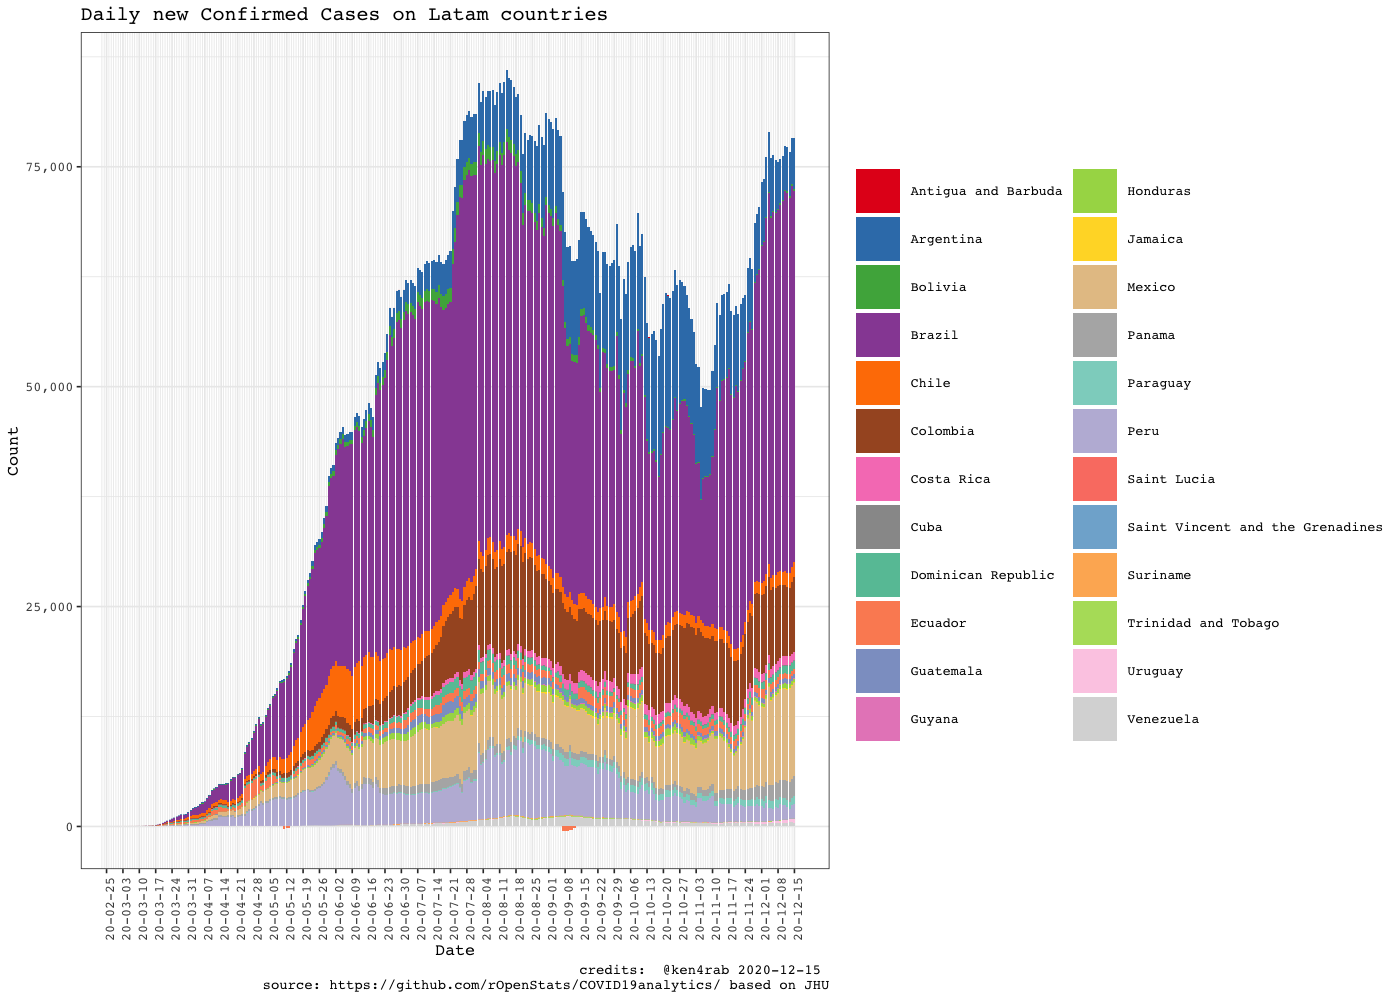 Daily new Confirmed Cases on Latam countries
Count
75,000
50,000
25,000
0
20-02-25
20-03-03
20-03-10
20-03-17
20-03-24
20-03-31
20-04-07
20-04-14
20-04-21
20-04-28
20-05-05
20-05-12
20-05-19
20-05-26
20-06-02
20-06-09
20-06-16
20-06-23
20-06-30
20-07-07
20-07-14
20-07-21
20-07-28
20-08-04
20-08-11
20-08-18
20-08-25
20-09-01
20-09-08
20-09-15
20-09-22
20-09-29
20-10-06
20-10-13
20-10-20
20-10-27
20-11-03
20-11-10
20-11-17
20-11-24
20-12-01
20-12-08
20-12-15
Date
Antigua and Barbuda
Argentina
Bolivia
Brazil
Chile
Colombia
Costa Rica
Cuba
Dominican Republic
Ecuador
Guatemala
Guyana
Honduras
Jamaica
Mexico
Panama
Paraguay
Peru
Saint Lucia
Saint Vincent and the Grenadines
Suriname
Trinidad and Tobago
Uruguay
Venezuela
credits:  @ken4rab 2020-12-15
source: https://github.com/rOpenStats/COVID19analytics/ based on JHU